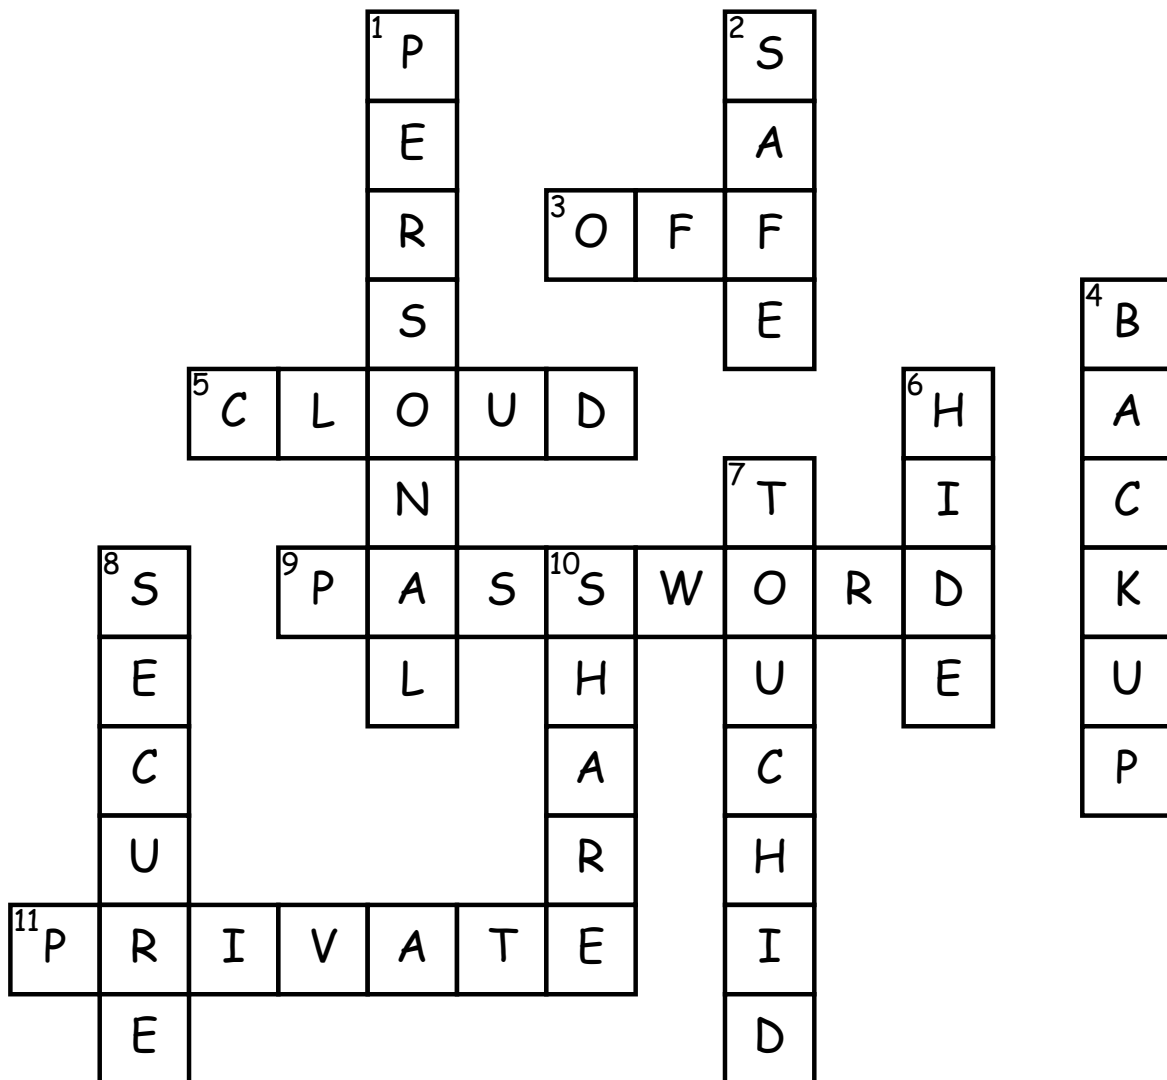 1 P 2 S
E A
R 3 O F F
S E 4 B
5 C L O U D 6 H A
N 7 T I C
8 S 9 P A S 10 S W O R D K
E L H U E U
C A C P
U R H
11 P R I V A T E I
E D